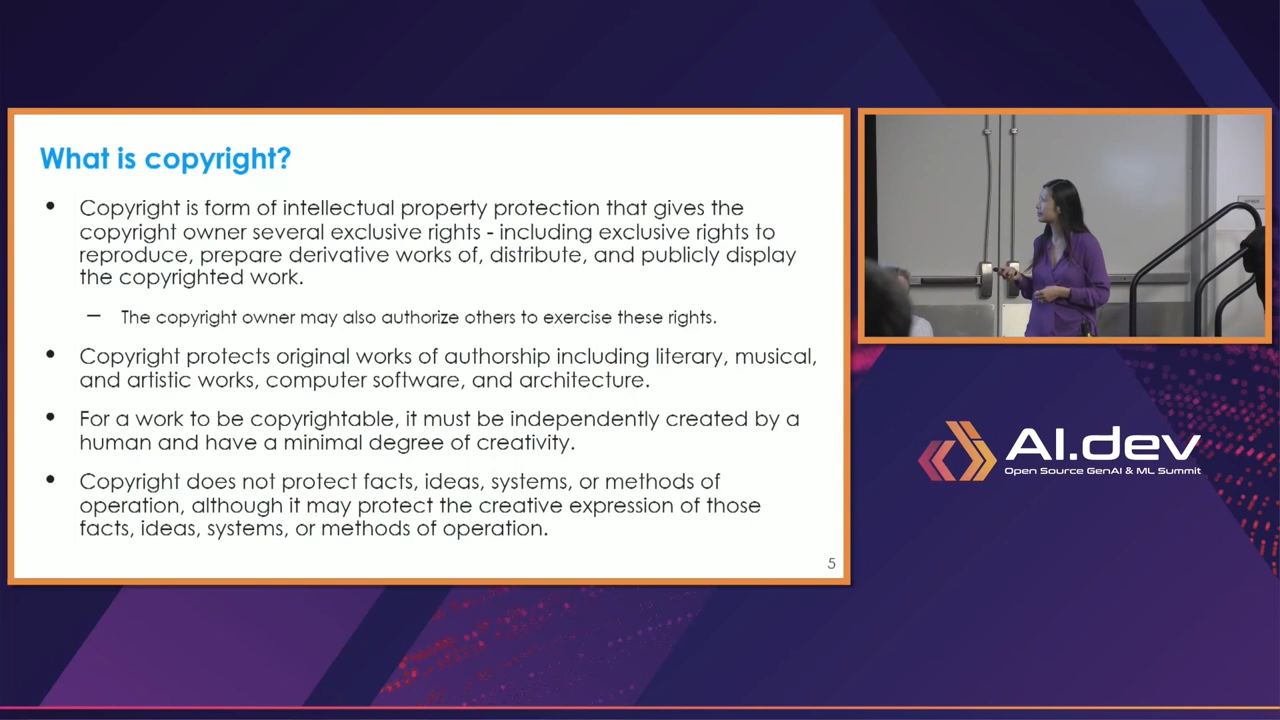 What is copyright?
• Copyright is form of intellectual property protection that gives the
copyright owner several exclusive rights - including exclusive rights to
reproduce, prepare derivative works of, distribute, and publicly display
the copyrighted work.
– The copyright owner may also authorize others to exercise these rights.
• Copyright protects original works of authorship including literary, musical,
and artistic works, computer software, and architecture.
• For a work to be copyrightable, it must be independently created by a
human and have a minimal degree of creativity.
• Copyright does not protect facts, ideas, systems, or methods of
operation, although it may protect the creative expression of those
facts, ideas, systems, or methods of operation.
5
AI.dev
Open Source GenAI & ML Summit